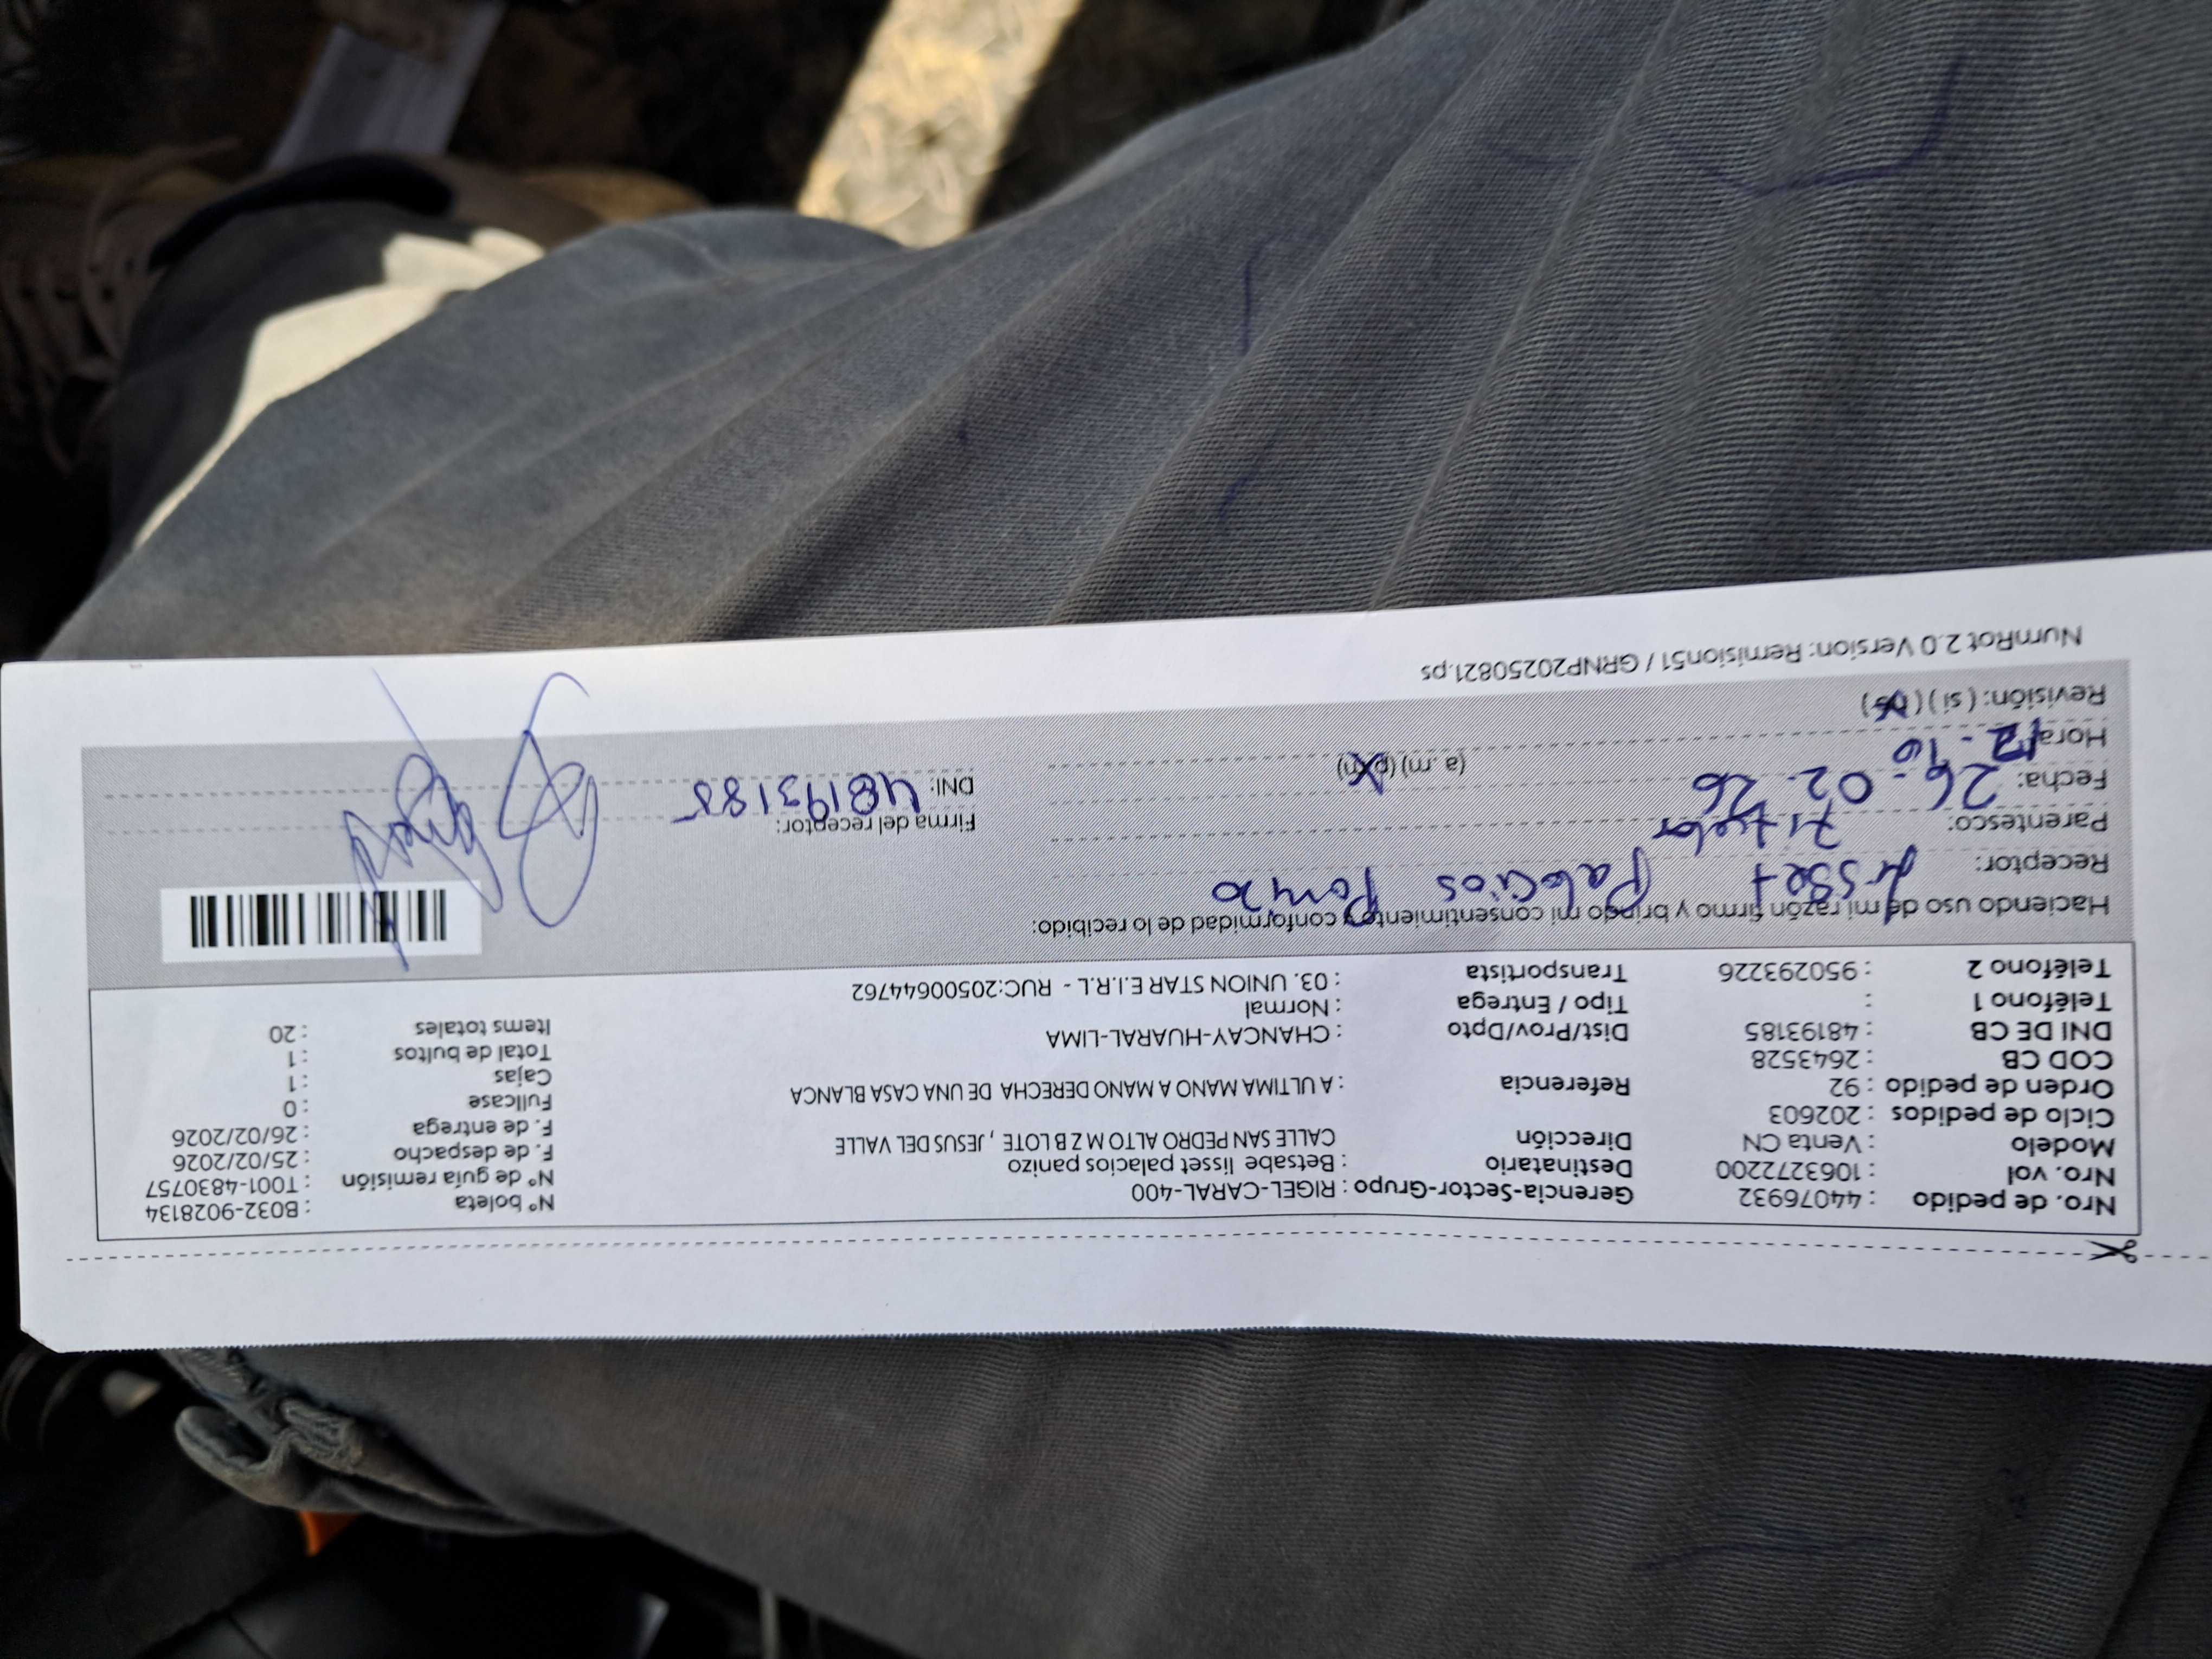 Nro. de pedido : 44076932
Nro. vol : 1063272200
Modelo : Venta CN
Ciclo de pedidos : 202603
Orden de pedido : 92
COD CB : 2643528
DNI DE CB : 48193185
Teléfono 1 :
Teléfono 2 : 950293226
Gerencia-Sector-Grupo : RIGEL-CARAL-400
Destinatario : Betsabe lisset palacios panizo
Dirección CALLE SAN PEDRO ALTO M Z B LOTE , JESUS DEL VALLE
Referencia : A ULTIMA MANO A MANO DERECHA DE UNA CASA BLANCA
Dist/Prov/Dpto : CHANCAY-HUARAL-LIMA
Tipo / Entrega : Normal
Transportista : 03. UNION STAR E.I.R.L - RUC:20500644762
N° boleta : B032-9028134
N° de guía remisión : T001-4830757
F. de despacho : 25/02/2026
F. de entrega : 26/02/2026
Fullcase : 0
Cajas : 1
Total de bultos : 1
Items totales : 20
Haciendo uso de mi razón firmo y brindo mi consentimiento y conformidad de lo recibido:
Receptor: Lisset Palacios
Parentesco: Titular
Fecha: 26-02-26
Hora: 12-10 (a. m) (p.m)
Revisión: ( si ) ( no )
Firma del receptor:
DNI: 48193185
NumRot 2.0 Version: Remision51 / GRNP20250821.ps